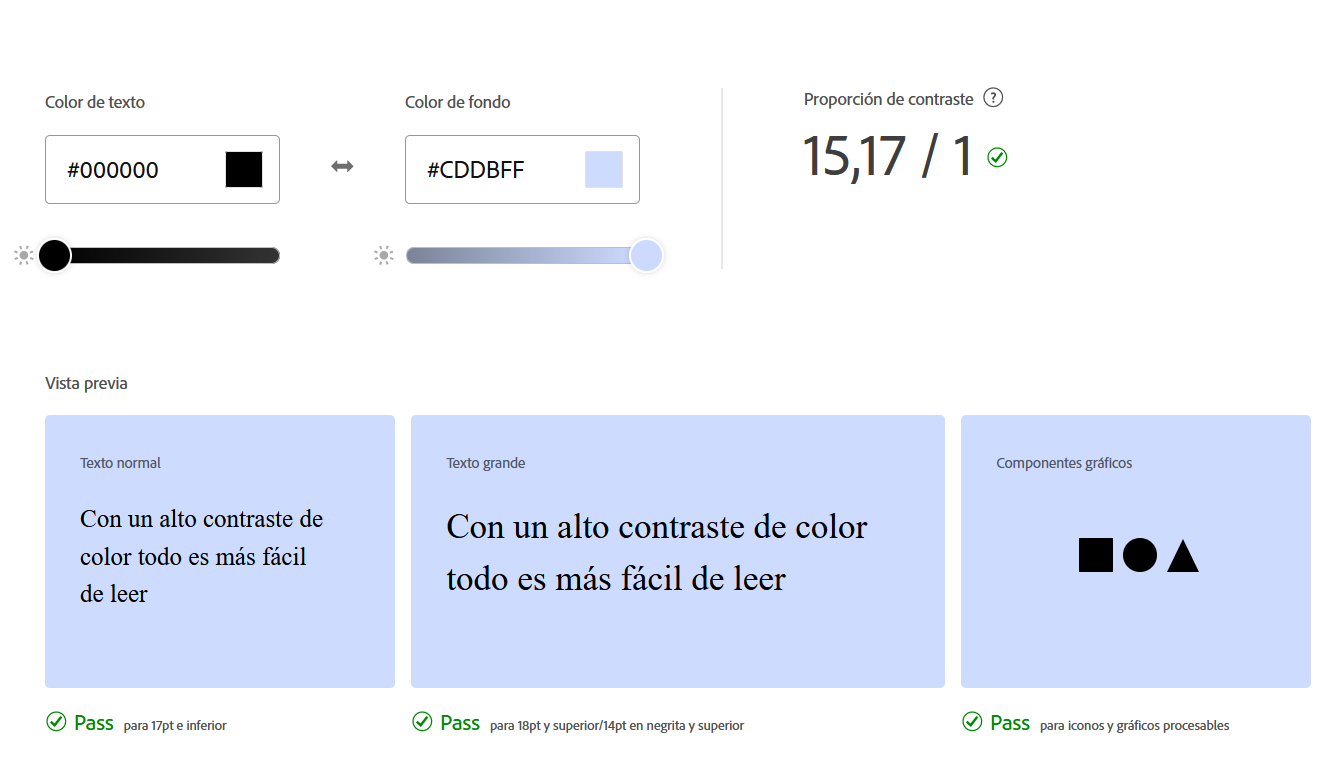 Color de texto
Color de fondo
Proporción de contraste ?
#000000
#CDDBFF
15,17 / 1
Vista previa
Texto normal
Con un alto contraste de
color todo es más fácil
de leer
Texto grande
Con un alto contraste de color
todo es más fácil de leer
Componentes gráficos
Pass para 17pt e inferior
Pass para 18pt y superior/14pt en negrita y superior
Pass para iconos y gráficos procesables